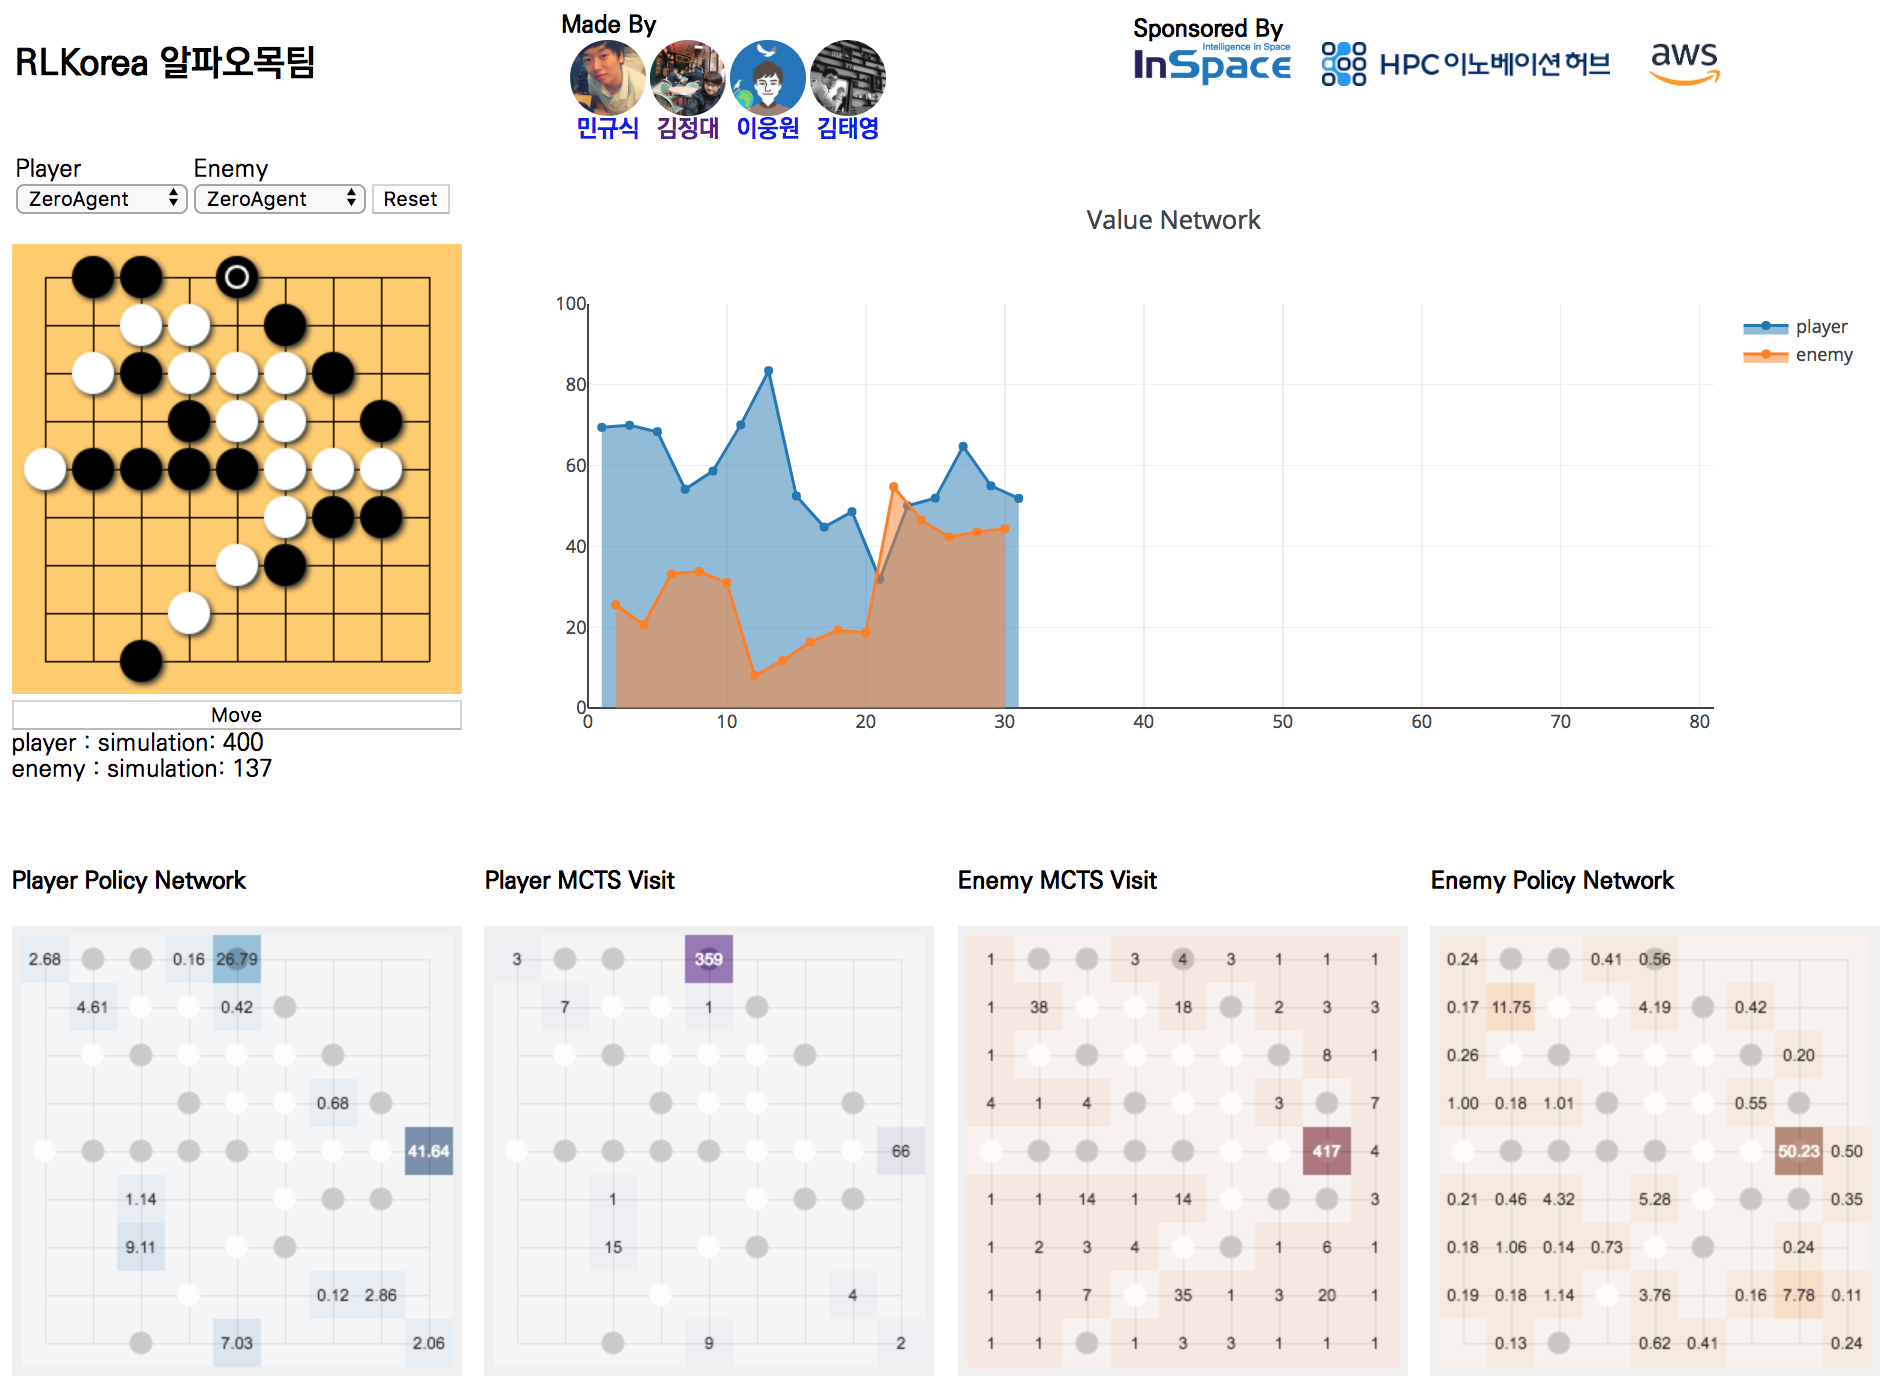 RLKorea 알파오목팀
Made By
민규식 김정대 이웅원 김태영
Sponsored By
Intelligence in Space
InSpace
HPC이노베이션허브
aws
Player Enemy
ZeroAgent ZeroAgent Reset
Move
player : simulation: 400
enemy : simulation: 137
Value Network
100
80
60
40
20
0
0 10 20 30 40 50 60 70 80
player
enemy
Player Policy Network
2.68 0.16 26.79
4.61 0.42
0.68
41.64
1.14
9.11
0.12 2.86
7.03 2.06
Player MCTS Visit
3 359
7 1
66
1
15
4
9 2
Enemy MCTS Visit
1 3 4 3 1 1 1
1 38 18 2 3 3
1 8 1
4 1 4 3 7
417 4
1 1 14 1 14 3
1 2 3 4 1 6 1
1 1 7 35 1 3 20 1
1 1 1 3 3 1 1 1
Enemy Policy Network
0.24 0.41 0.56
0.17 11.75 4.19 0.42
0.26 0.20
1.00 0.18 1.01 0.55
50.23 0.50
0.21 0.46 4.32 5.28 0.35
0.18 1.06 0.14 0.73 0.24
0.19 0.18 1.14 3.76 0.16 7.78 0.11
0.13 0.62 0.41 0.24